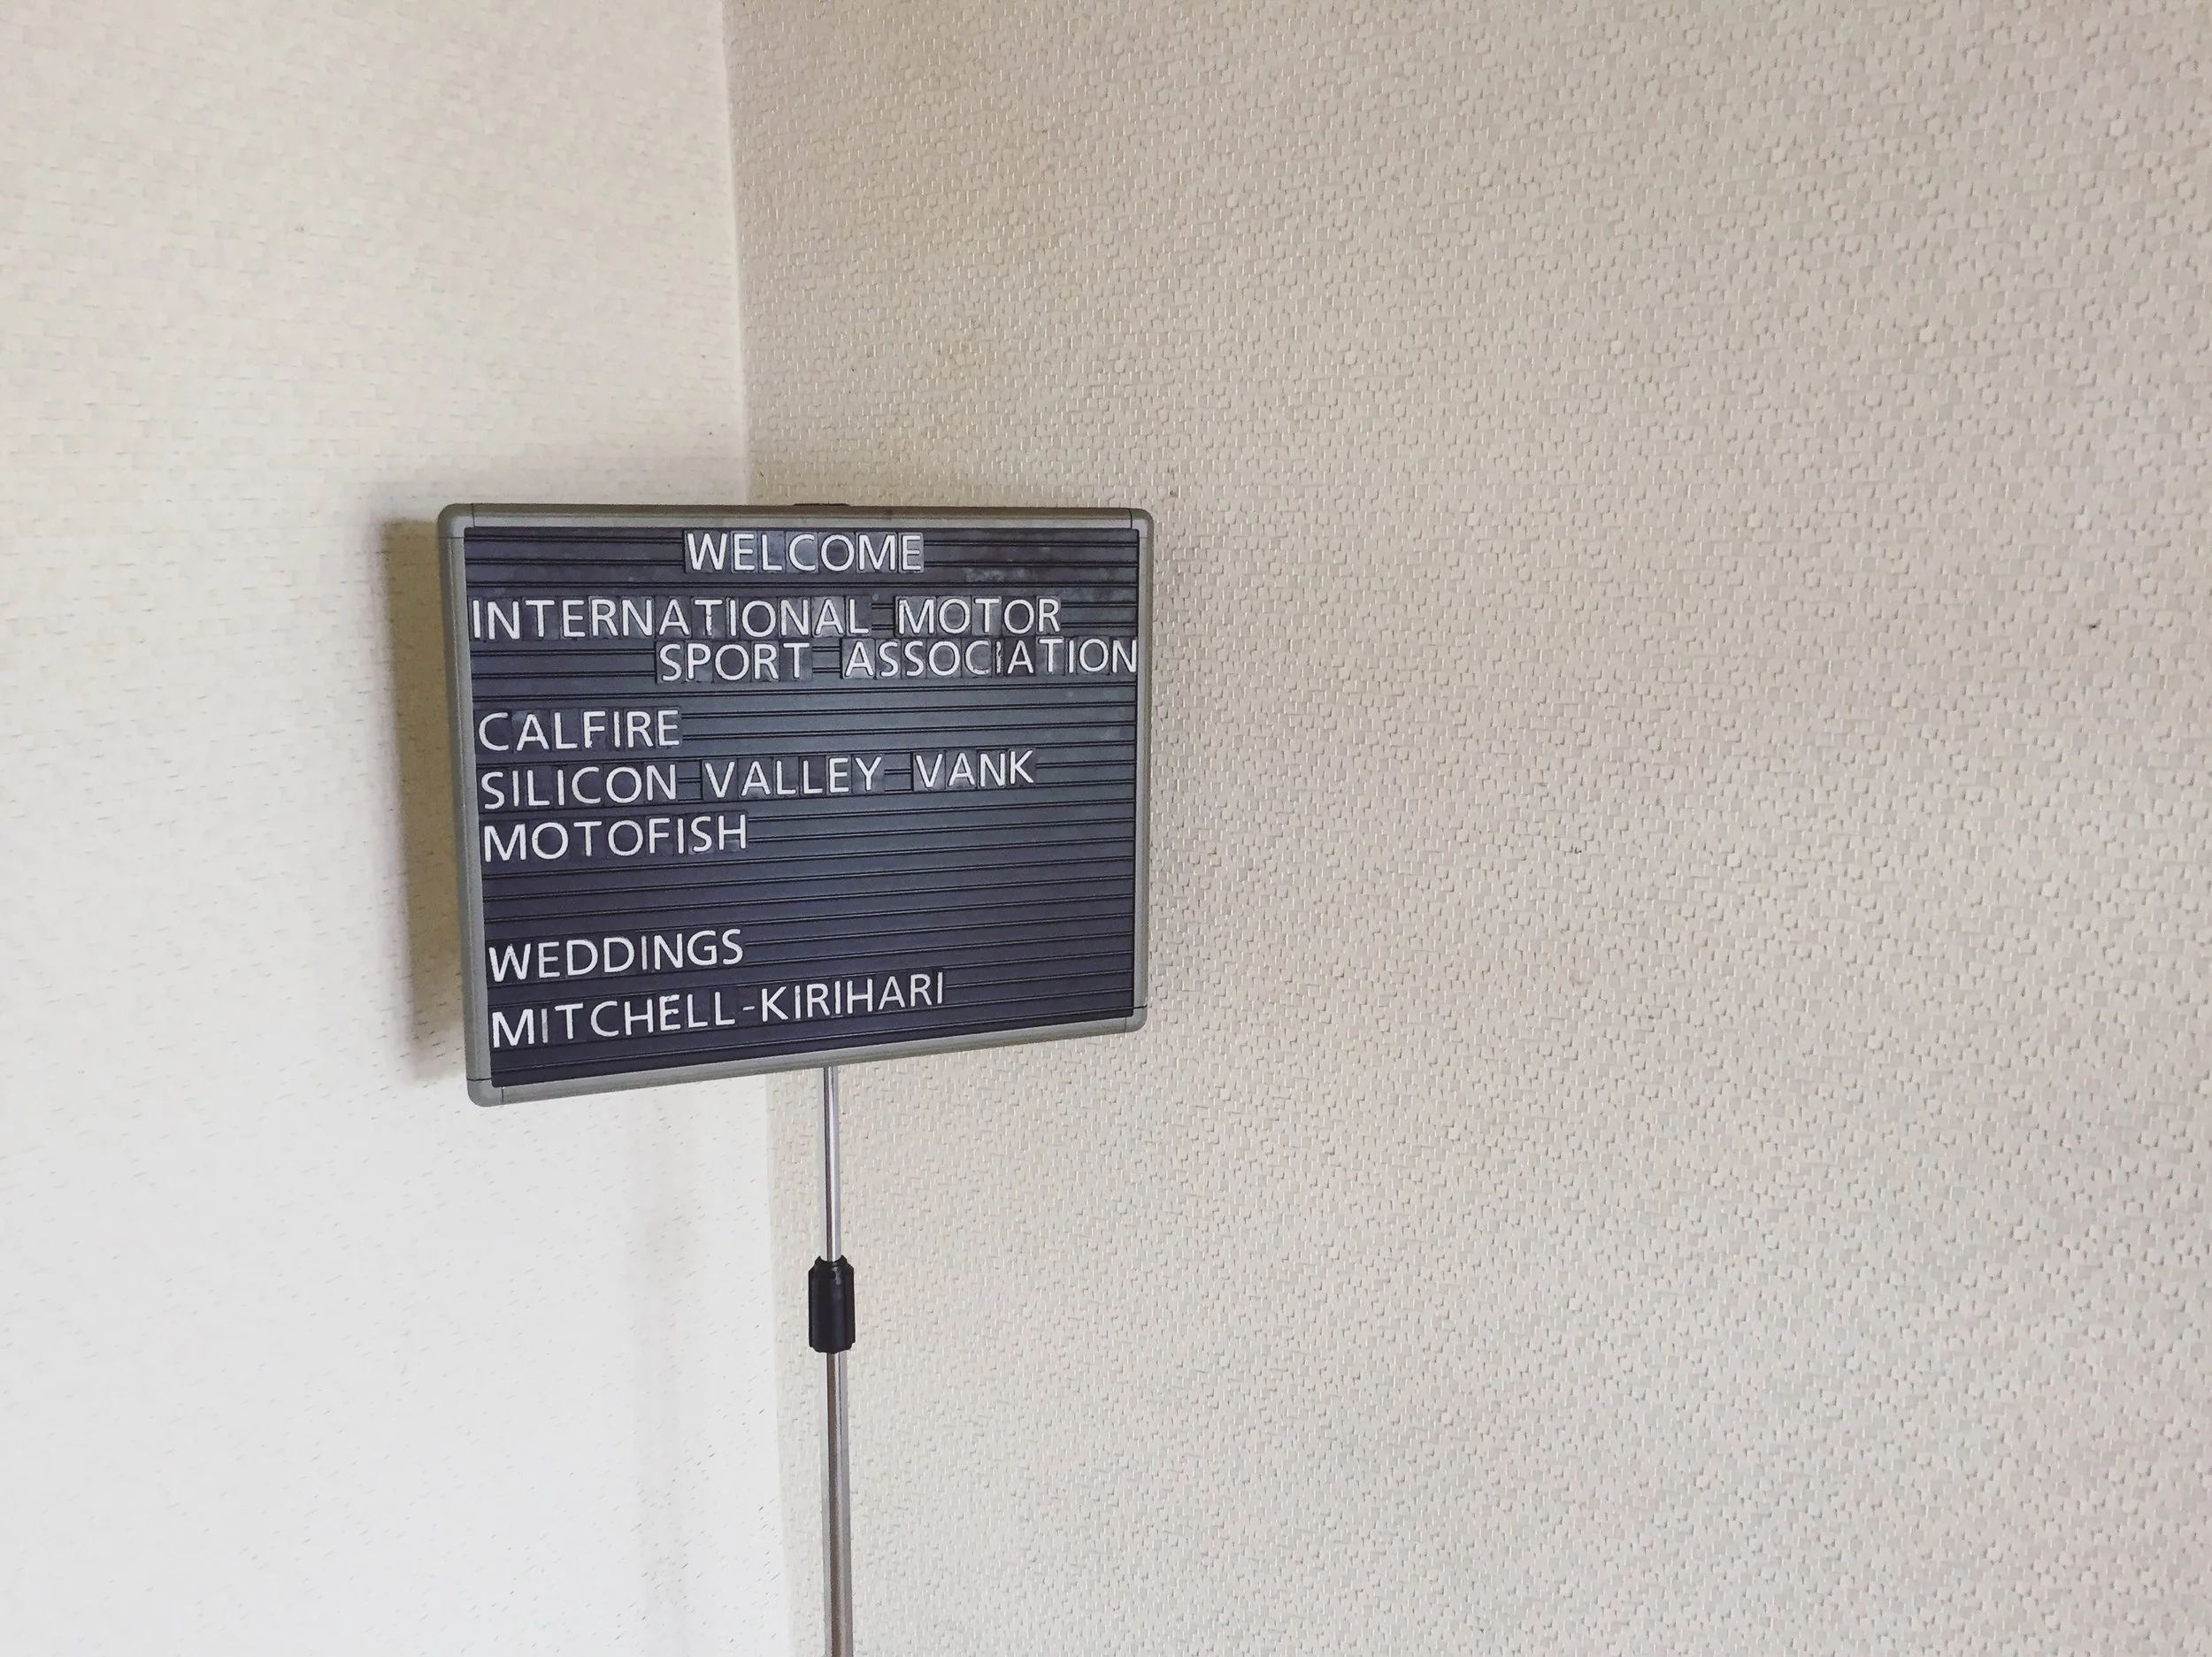 WELCOME
INTERNATIONAL MOTOR
SPORT ASSOCIATION
CALFIRE
SILICON VALLEY VANK
MOTOFISH
WEDDINGS
MITCHELL-KIRIHARI